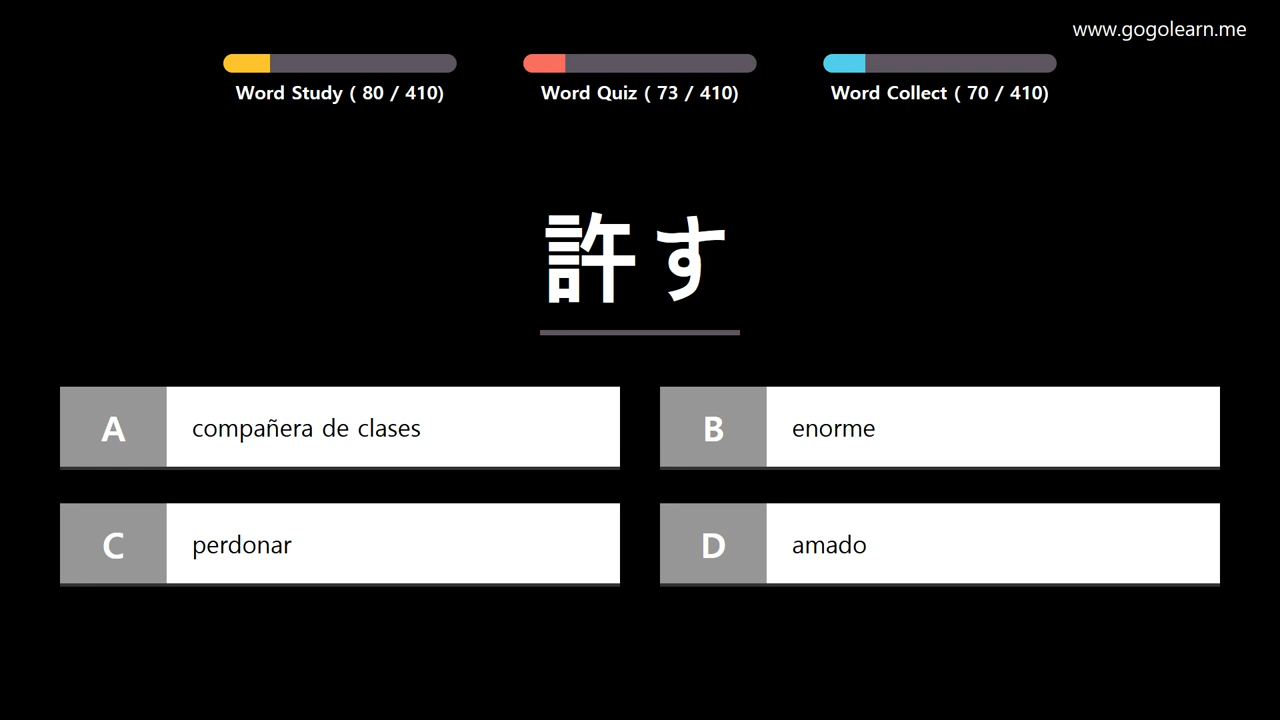 www.gogolearn.me
Word Study ( 80 / 410)
Word Quiz ( 73 / 410)
Word Collect ( 70 / 410)
許す
A compañera de clases
B enorme
C perdonar
D amado